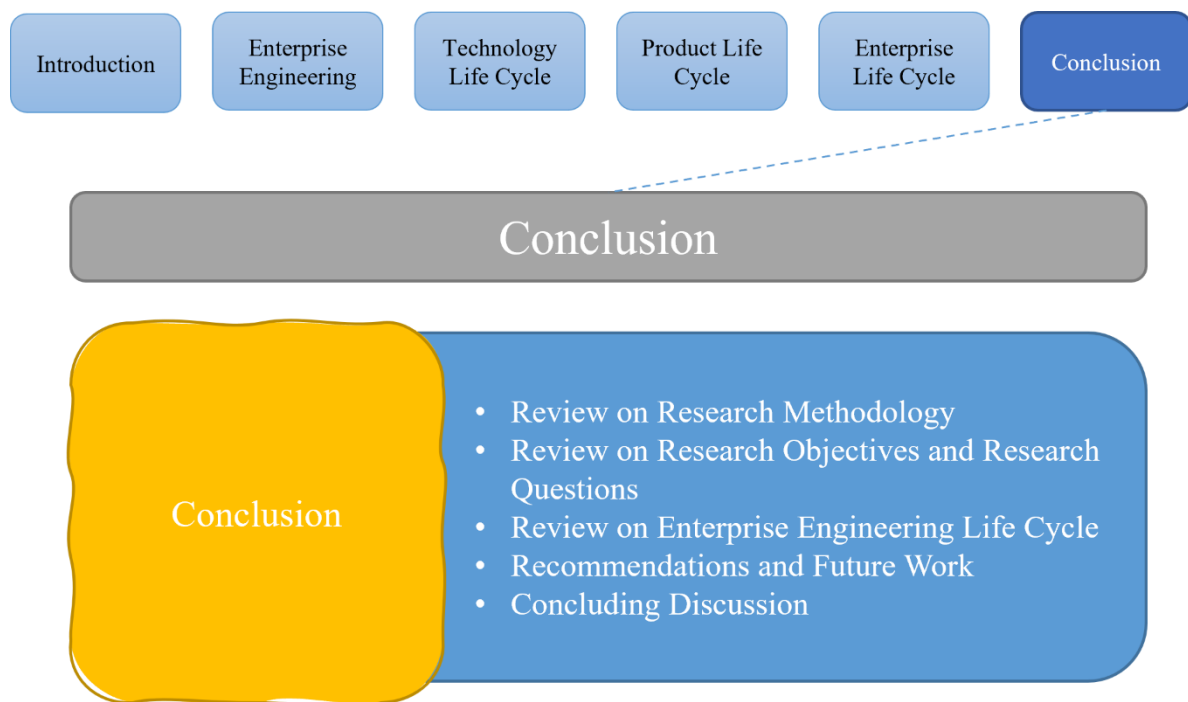 Introduction
Enterprise
Engineering
Technology
Life Cycle
Product Life
Cycle
Enterprise
Life Cycle
Conclusion
Conclusion
Conclusion
• Review on Research Methodology
• Review on Research Objectives and Research
Questions
• Review on Enterprise Engineering Life Cycle
• Recommendations and Future Work
• Concluding Discussion